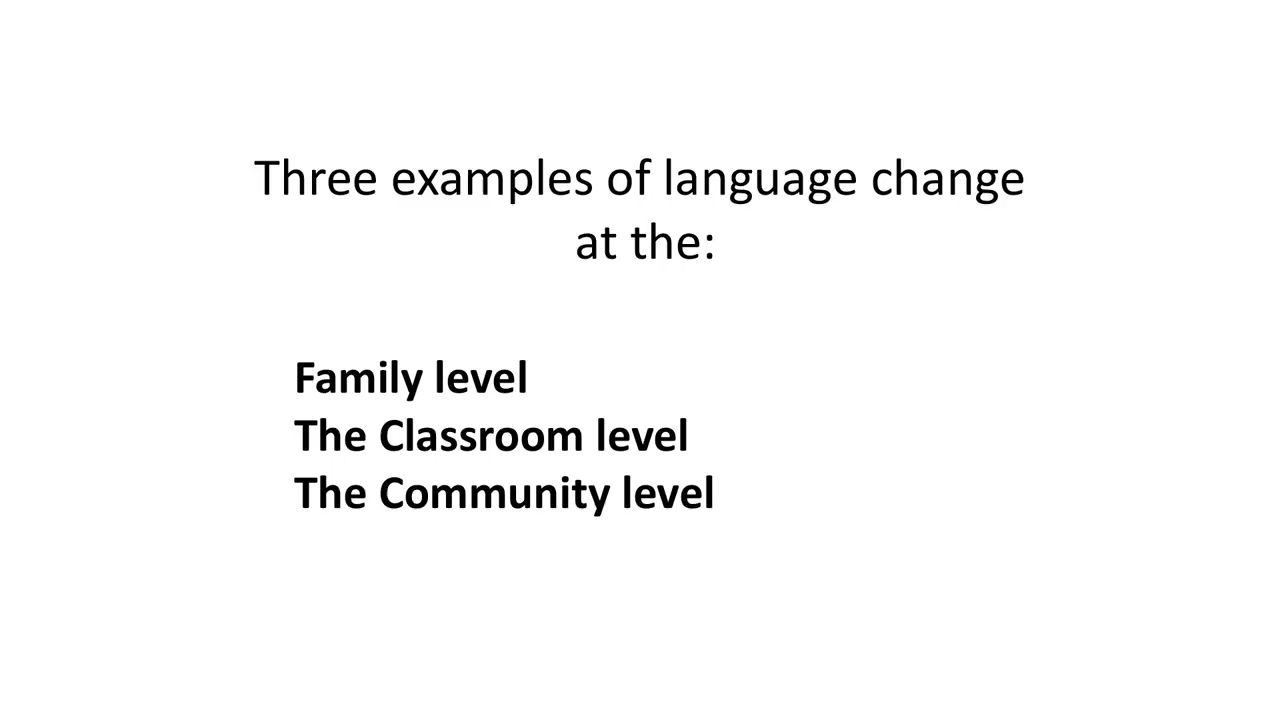 Three examples of language change
at the:
Family level
The Classroom level
The Community level